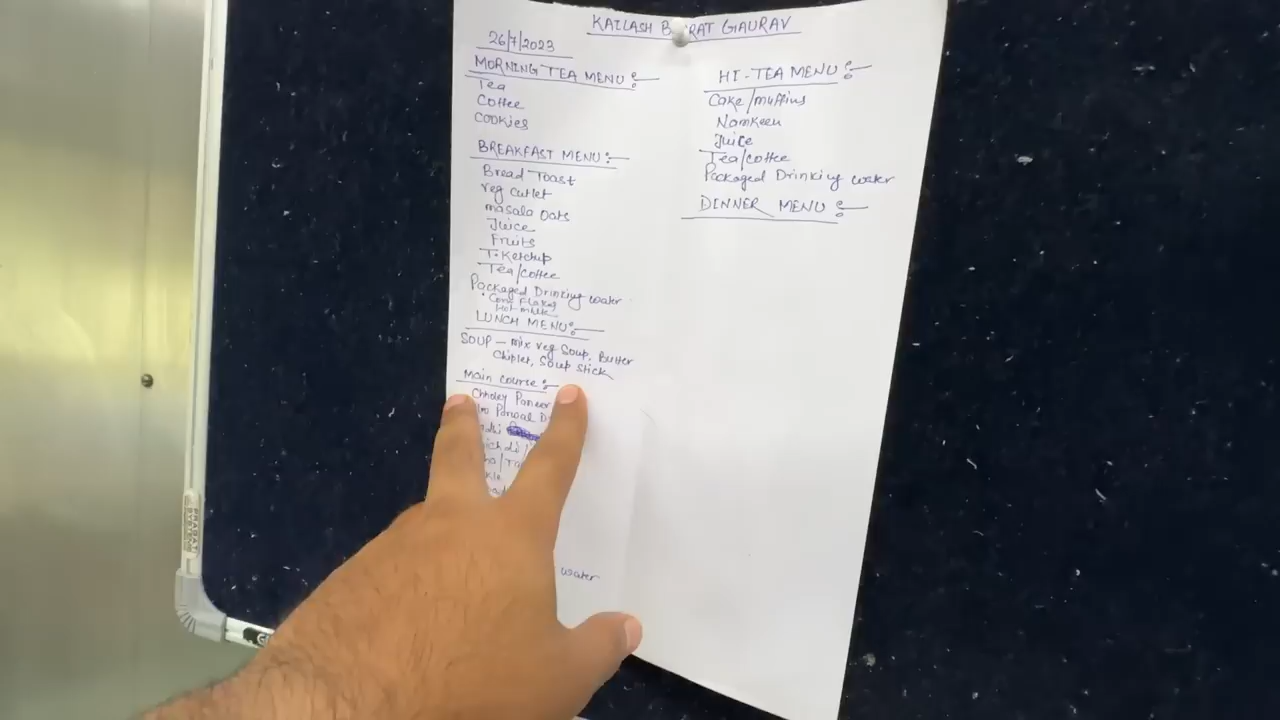 KAILASH B RAT GAURAV
26/7/2023
MORNING TEA MENU :-
Tea
Coffee
Cookies
BREAKFAST MENU :-
Bread Toast
veg cutlet
masala oats
Juice
Fruits
T. Ketchup
Tea/coffee
Packaged Drinking water
Corn Flakes
Hot milk
LUNCH MENU :-
SOUP - mix veg Soup, Butter
Chiplet, Soup Stick
Main course :-
Chholey Paneer
water
HI-TEA MENU :-
Cake/muffins
Namkeen
Juice
Tea/coffee
Packaged Drinking water
DINNER MENU :-